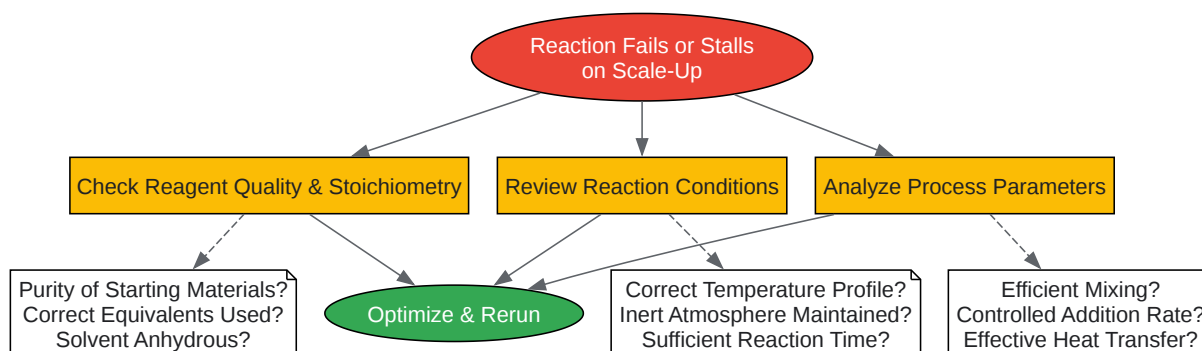 Reaction Fails or Stalls
on Scale-Up
Check Reagent Quality & Stoichiometry
Review Reaction Conditions
Analyze Process Parameters
Purity of Starting Materials?
Correct Equivalents Used?
Solvent Anhydrous?
Optimize & Rerun
Correct Temperature Profile?
Inert Atmosphere Maintained?
Sufficient Reaction Time?
Efficient Mixing?
Controlled Addition Rate?
Effective Heat Transfer?